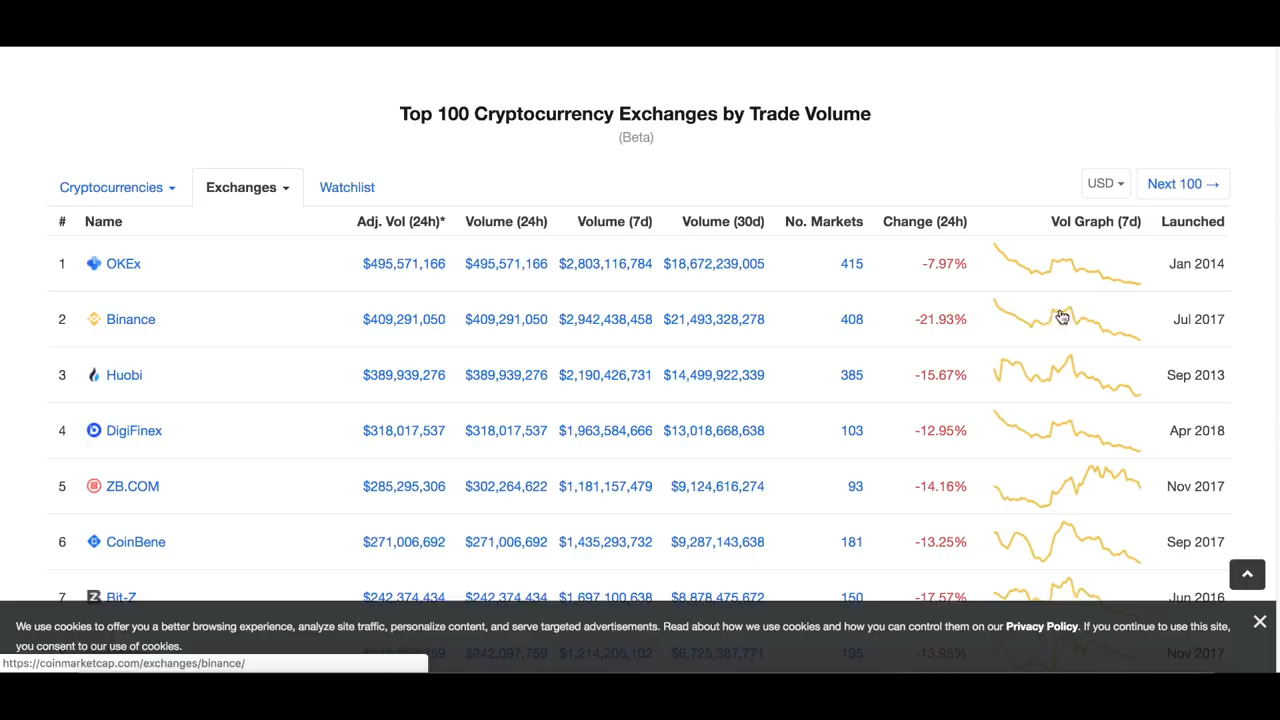 Top 100 Cryptocurrency Exchanges by Trade Volume
(Beta)
Cryptocurrencies Exchanges Watchlist USD Next 100 →
# Name Adj. Vol (24h)* Volume (24h) Volume (7d) Volume (30d) No. Markets Change (24h) Vol Graph (7d) Launched
1 OKEx $495,571,166 $495,571,166 $2,803,116,784 $18,672,239,005 415 -7.97% Jan 2014
2 Binance $409,291,050 $409,291,050 $2,942,438,458 $21,493,328,278 408 -21.93% Jul 2017
3 Huobi $389,939,276 $389,939,276 $2,190,426,731 $14,499,922,339 385 -15.67% Sep 2013
4 DigiFinex $318,017,537 $318,017,537 $1,963,584,666 $13,018,668,638 103 -12.95% Apr 2018
5 ZB.COM $285,295,306 $302,264,622 $1,181,157,479 $9,124,616,274 93 -14.16% Nov 2017
6 CoinBene $271,006,692 $271,006,692 $1,435,293,732 $9,287,143,638 181 -13.25% Sep 2017
7 Bit-Z $242,374,434 $242,374,434 $1,697,100,638 $8,878,475,672 150 -17.57% Jun 2016
We use cookies to offer you a better browsing experience, analyze site traffic, personalize content, and serve targeted advertisements. Read about how we use cookies and how you can control them on our Privacy Policy. If you continue to use this site,
you consent to our use of cookies.
$242,097,759 $1,214,205,102 $6,725,387,771 195 -13.95% Nov 2017
https://coinmarketcap.com/exchanges/binance/